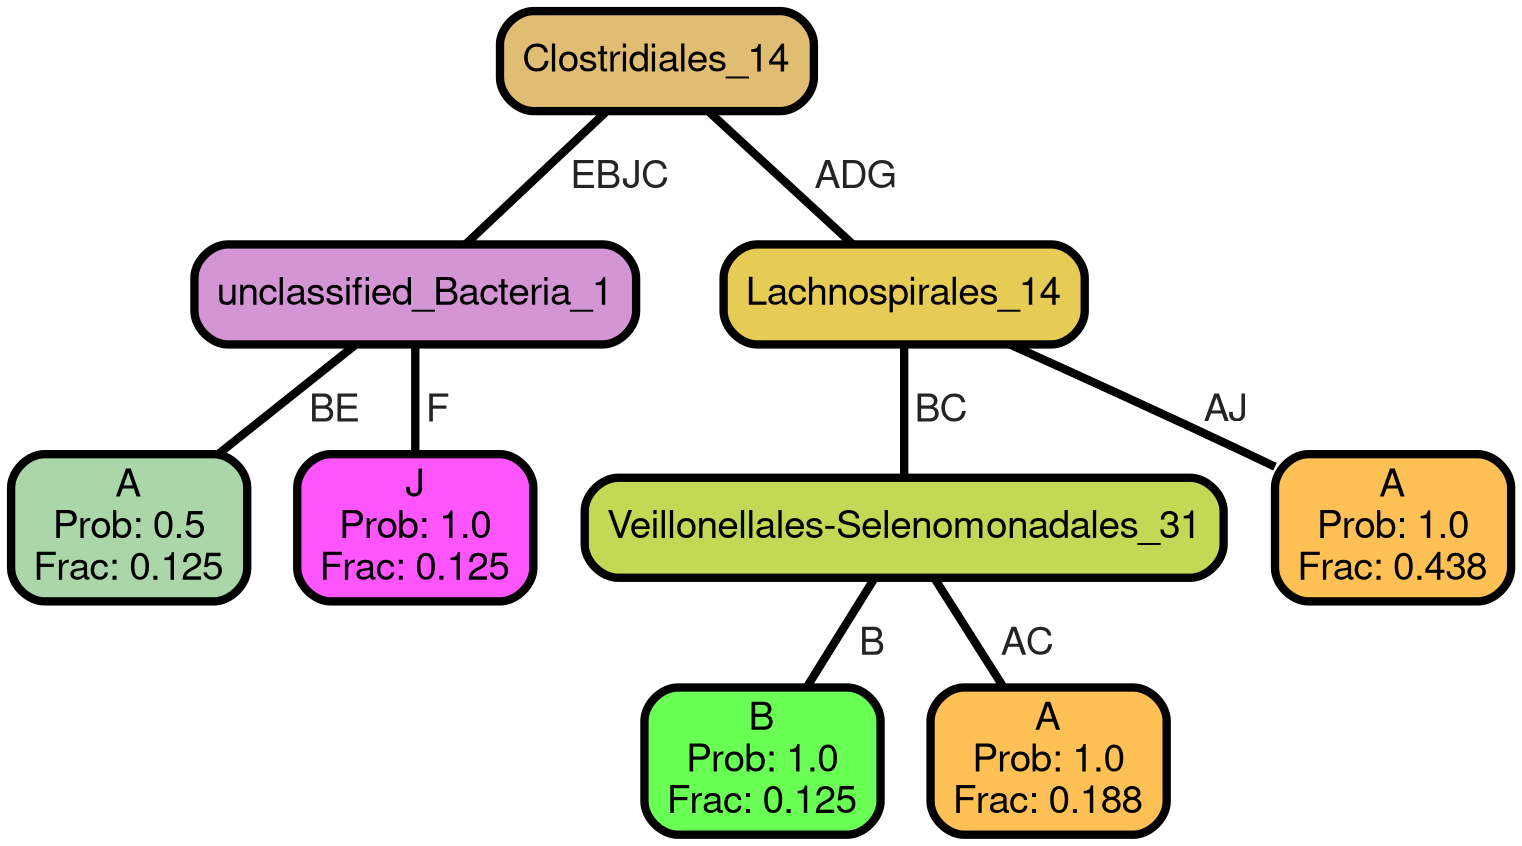 Clostridiales_14
EBJC
ADG
unclassified_Bacteria_1
Lachnospirales_14
BE
F
BC
AJ
A
Prob: 0.5
Frac: 0.125
J
Prob: 1.0
Frac: 0.125
Veillonellales-Selenomonadales_31
A
Prob: 1.0
Frac: 0.438
B
AC
B
Prob: 1.0
Frac: 0.125
A
Prob: 1.0
Frac: 0.188